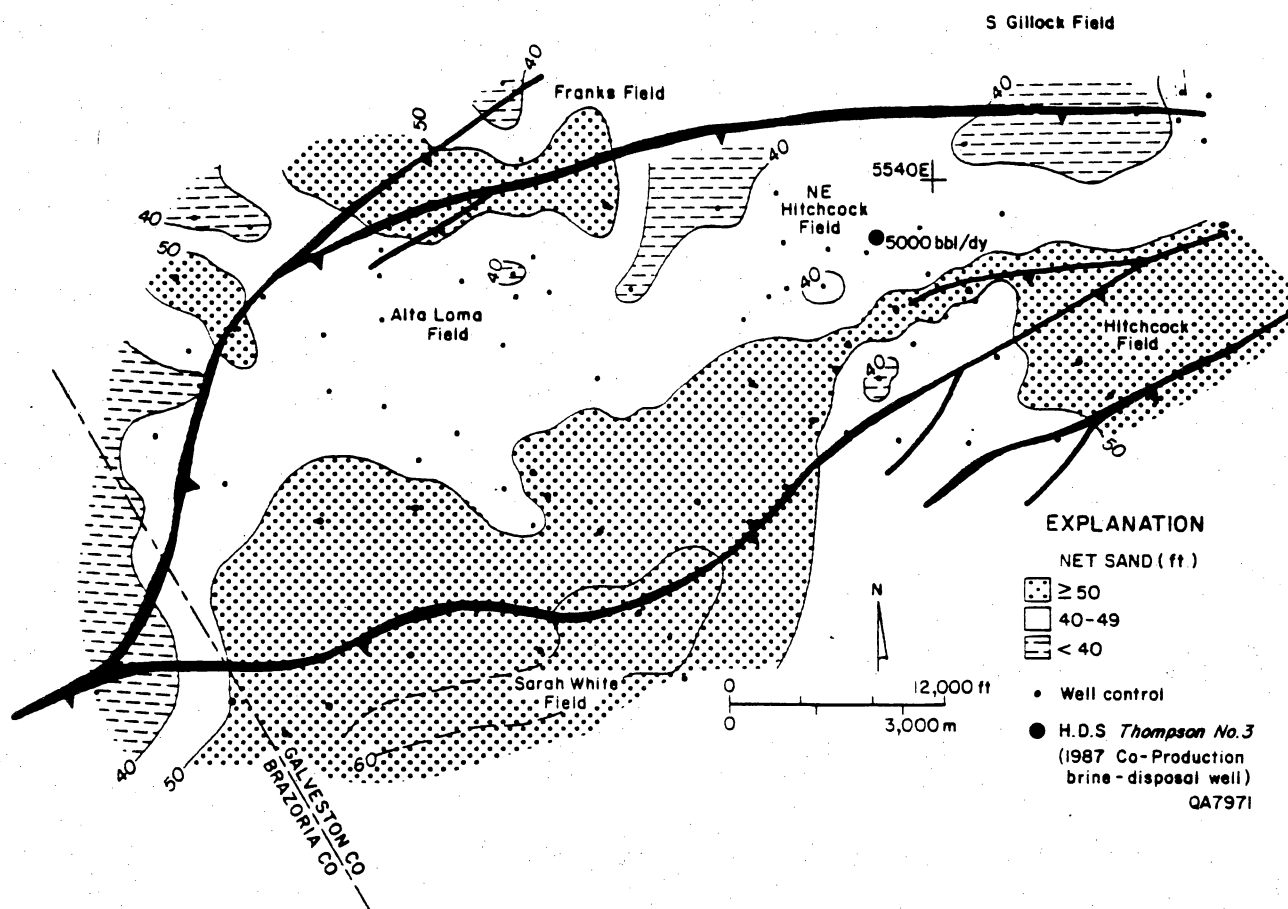 S Gillock Field
40
Franks Field
40
50
40
5540E
NE
Hitchcock
Field
40
50
5000 bbl/dy
40
40
Alta Loma
Field
Hitchcock
Field
40
50
EXPLANATION
NET SAND (ft)
≥ 50
40-49
< 40
N
Sarah White
Field
0 12,000 ft
0 3,000 m
Well control
H.D.S Thompson No.3
(1987 Co-Production
brine-disposal well)
QA7971
60
40
50
GALVESTON CO
BRAZORIA CO